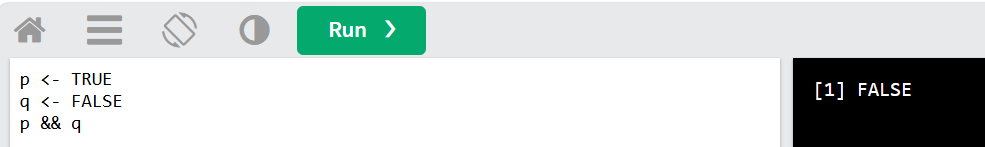 Run ❯
p <- TRUE
q <- FALSE
p && q
[1] FALSE